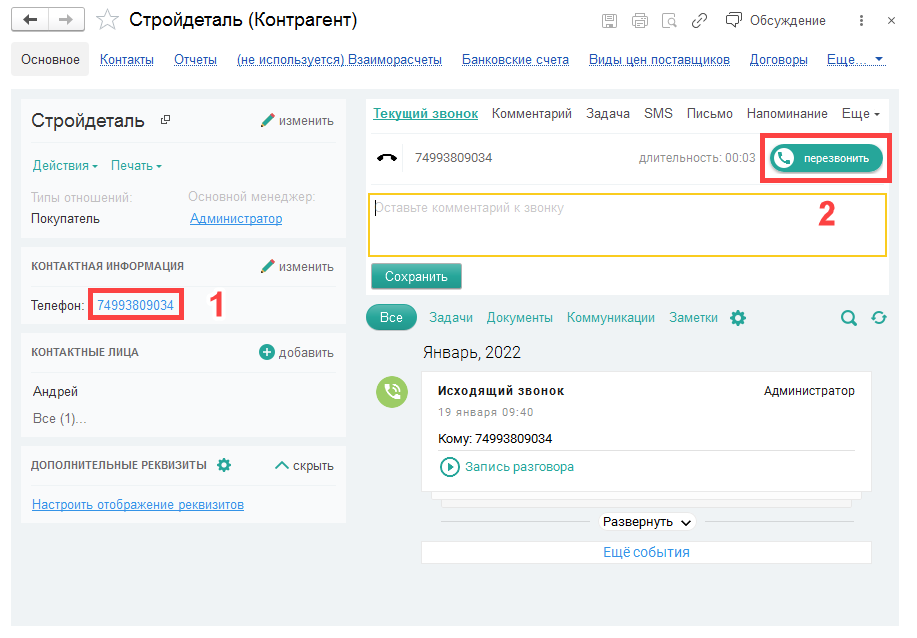 Стройдеталь (Контрагент)
Обсуждение
Основное Контакты Отчеты (не используется) Взаиморасчеты Банковские счета Виды цен поставщиков Договоры Еще...
Стройдеталь
изменить
Действия Печать
Типы отношений: Основной менеджер:
Покупатель Администратор
КОНТАКТНАЯ ИНФОРМАЦИЯ изменить
Телефон: 74993809034 1
КОНТАКТНЫЕ ЛИЦА добавить
Андрей
Все (1)...
ДОПОЛНИТЕЛЬНЫЕ РЕКВИЗИТЫ скрыть
Настроить отображение реквизитов
Текущий звонок Комментарий Задача SMS Письмо Напоминание Еще
74993809034 длительность: 00:03 перезвонить
Оставьте комментарий к звонку
2
Сохранить
Все Задачи Документы Коммуникации Заметки
Январь, 2022
Исходящий звонок Администратор
19 января 09:40
Кому: 74993809034
Запись разговора
Развернуть
Ещё события